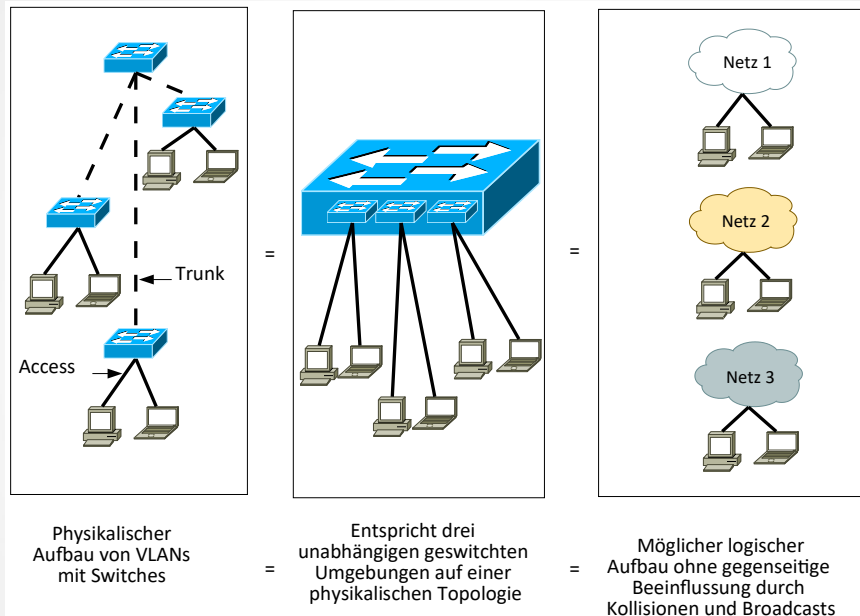 Netz 1
Netz 2
Trunk
=
=
Access
Netz 3
Physikalischer
Aufbau von VLANs
mit Switches
=
Entspricht drei
unabhängigen geswitchten
Umgebungen auf einer
physikalischen Topologie
=
Möglicher logischer
Aufbau ohne gegenseitige
Beeinflussung durch
Kollisionen und Broadcasts